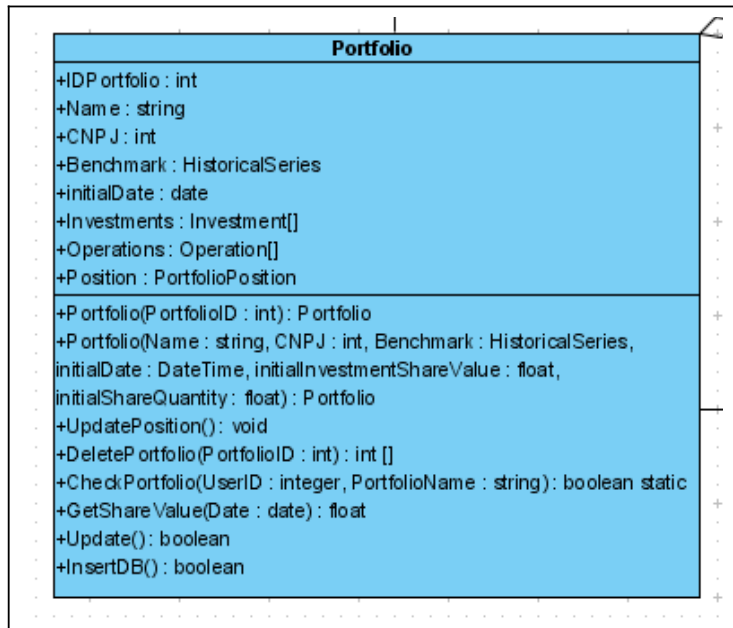 Portfolio
+IDPortfolio : int
+Name : string
+CNPJ : int
+Benchmark : HistoricalSeries
+initialDate : date
+Investments : Investment[]
+Operations : Operation[]
+Position : PortfolioPosition
+Portfolio(PortfolioID : int) : Portfolio
+Portfolio(Name : string, CNPJ : int, Benchmark : HistoricalSeries,
initialDate : DateTime, initialInvestmentShareValue : float,
initialShareQuantity : float) : Portfolio
+UpdatePosition() : void
+DeletePortfolio(PortfolioID : int) : int []
+CheckPortfolio(UserID : integer, PortfolioName : string) : boolean static
+GetShareValue(Date : date) : float
+Update() : boolean
+InsertDB() : boolean